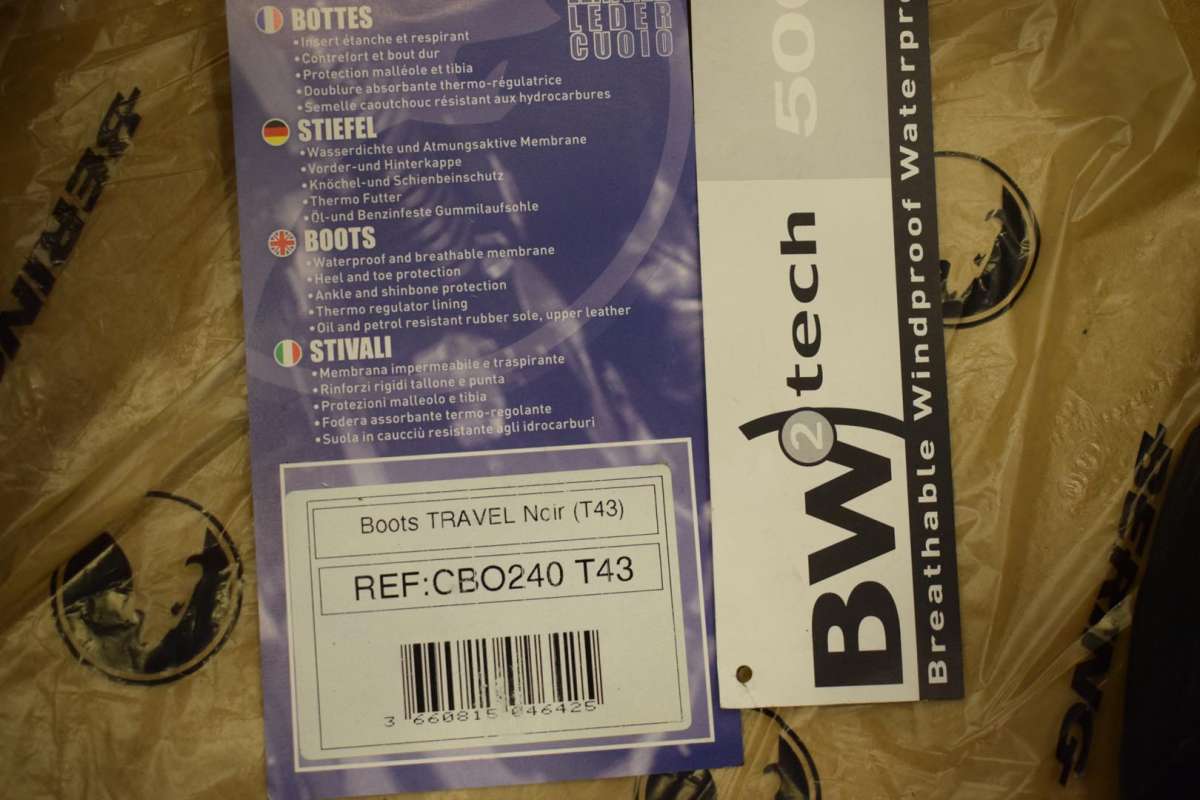 BOTTES
•Insert étanche et respirant
•Contrefort et bout dur
•Protection malléole et tibia
•Doublure absorbante thermo-régulatrice
•Semelle caoutchouc résistant aux hydrocarbures
LEDER
CUOIO
STIEFEL
•Wasserdichte und Atmungsaktive Membrane
•Vorder-und Hinterkappe
•Knöchel-und Schienbeinschutz
•Thermo Futter
•Öl-und Benzinfeste Gummilaufsohle
BOOTS
•Waterproof and breathable membrane
•Heel and toe protection
•Ankle and shinbone protection
•Thermo regulator lining
•Oil and petrol resistant rubber sole, upper leather
STIVALI
•Membrana impermeabile e traspirante
•Rinforzi rigidi tallone e punta
•Protezioni malleolo e tibia
•Fodera assorbante termo-regolante
•Suola in caucciù resistante agli idrocarburi
Boots TRAVEL Noir (T43)
REF:CBO240 T43
3 660815 046425
500
BW2tech
Breathable Windproof Waterpro
BERING
BERING